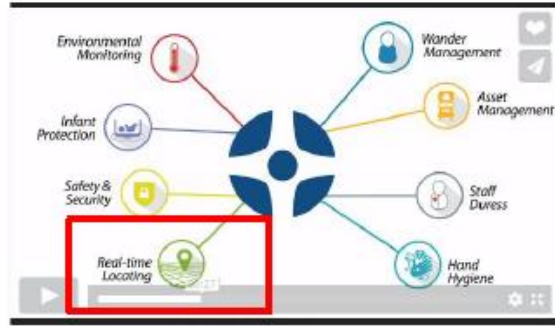 Environmental
Monitoring
Wander
Management
Infant
Protection
Asset
Management
Safety &
Security
Staff
Duress
Real-time
Locating
Hand
Hygiene